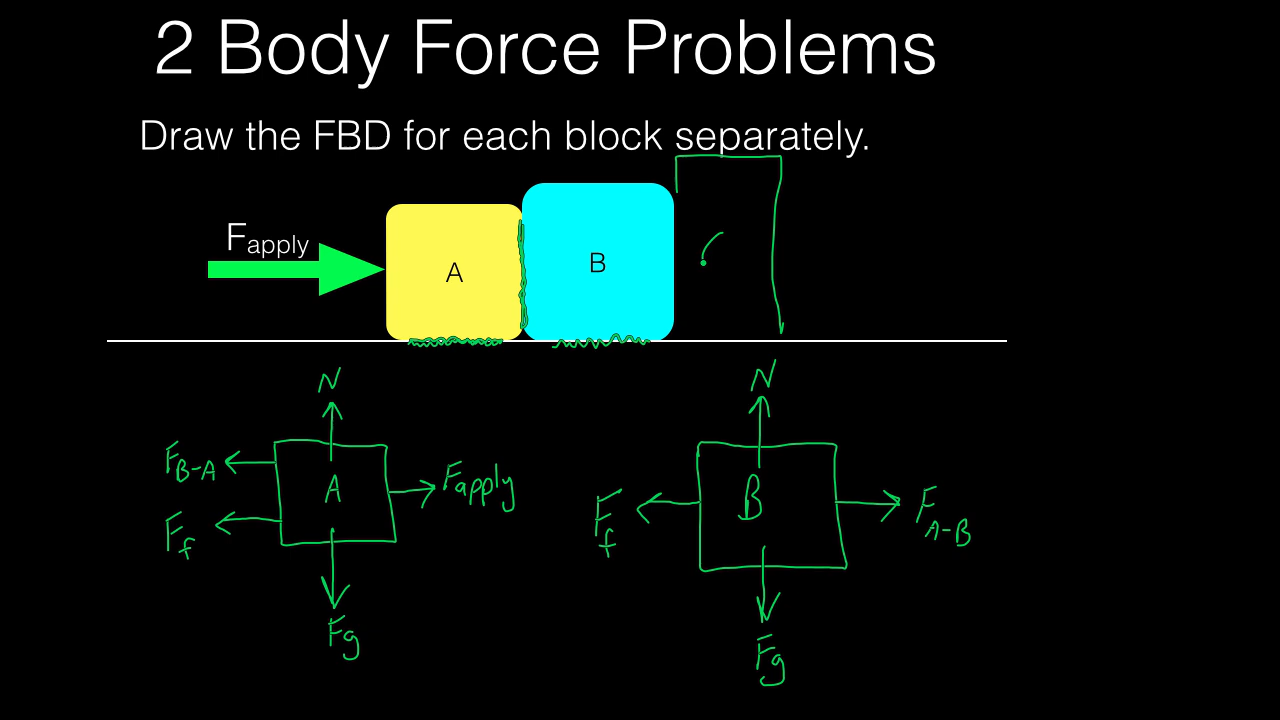 2 Body Force Problems
Draw the FBD for each block separately.
Fapply
A
B
N
FB-A
Ff
A
Fapply
Fg
N
Ff
B
FA-B
Fg